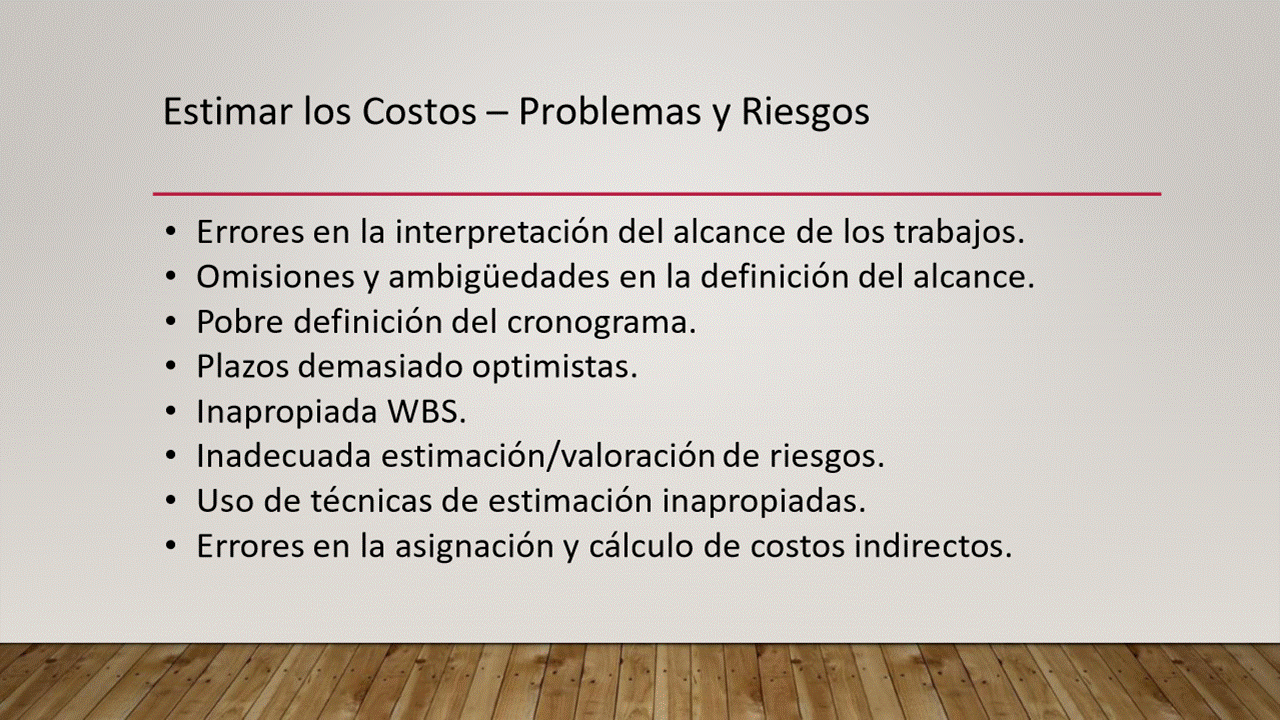 Estimar los Costos – Problemas y Riesgos
• Errores en la interpretación del alcance de los trabajos.
• Omisiones y ambigüedades en la definición del alcance.
• Pobre definición del cronograma.
• Plazos demasiado optimistas.
• Inapropiada WBS.
• Inadecuada estimación/valoración de riesgos.
• Uso de técnicas de estimación inapropiadas.
• Errores en la asignación y cálculo de costos indirectos.